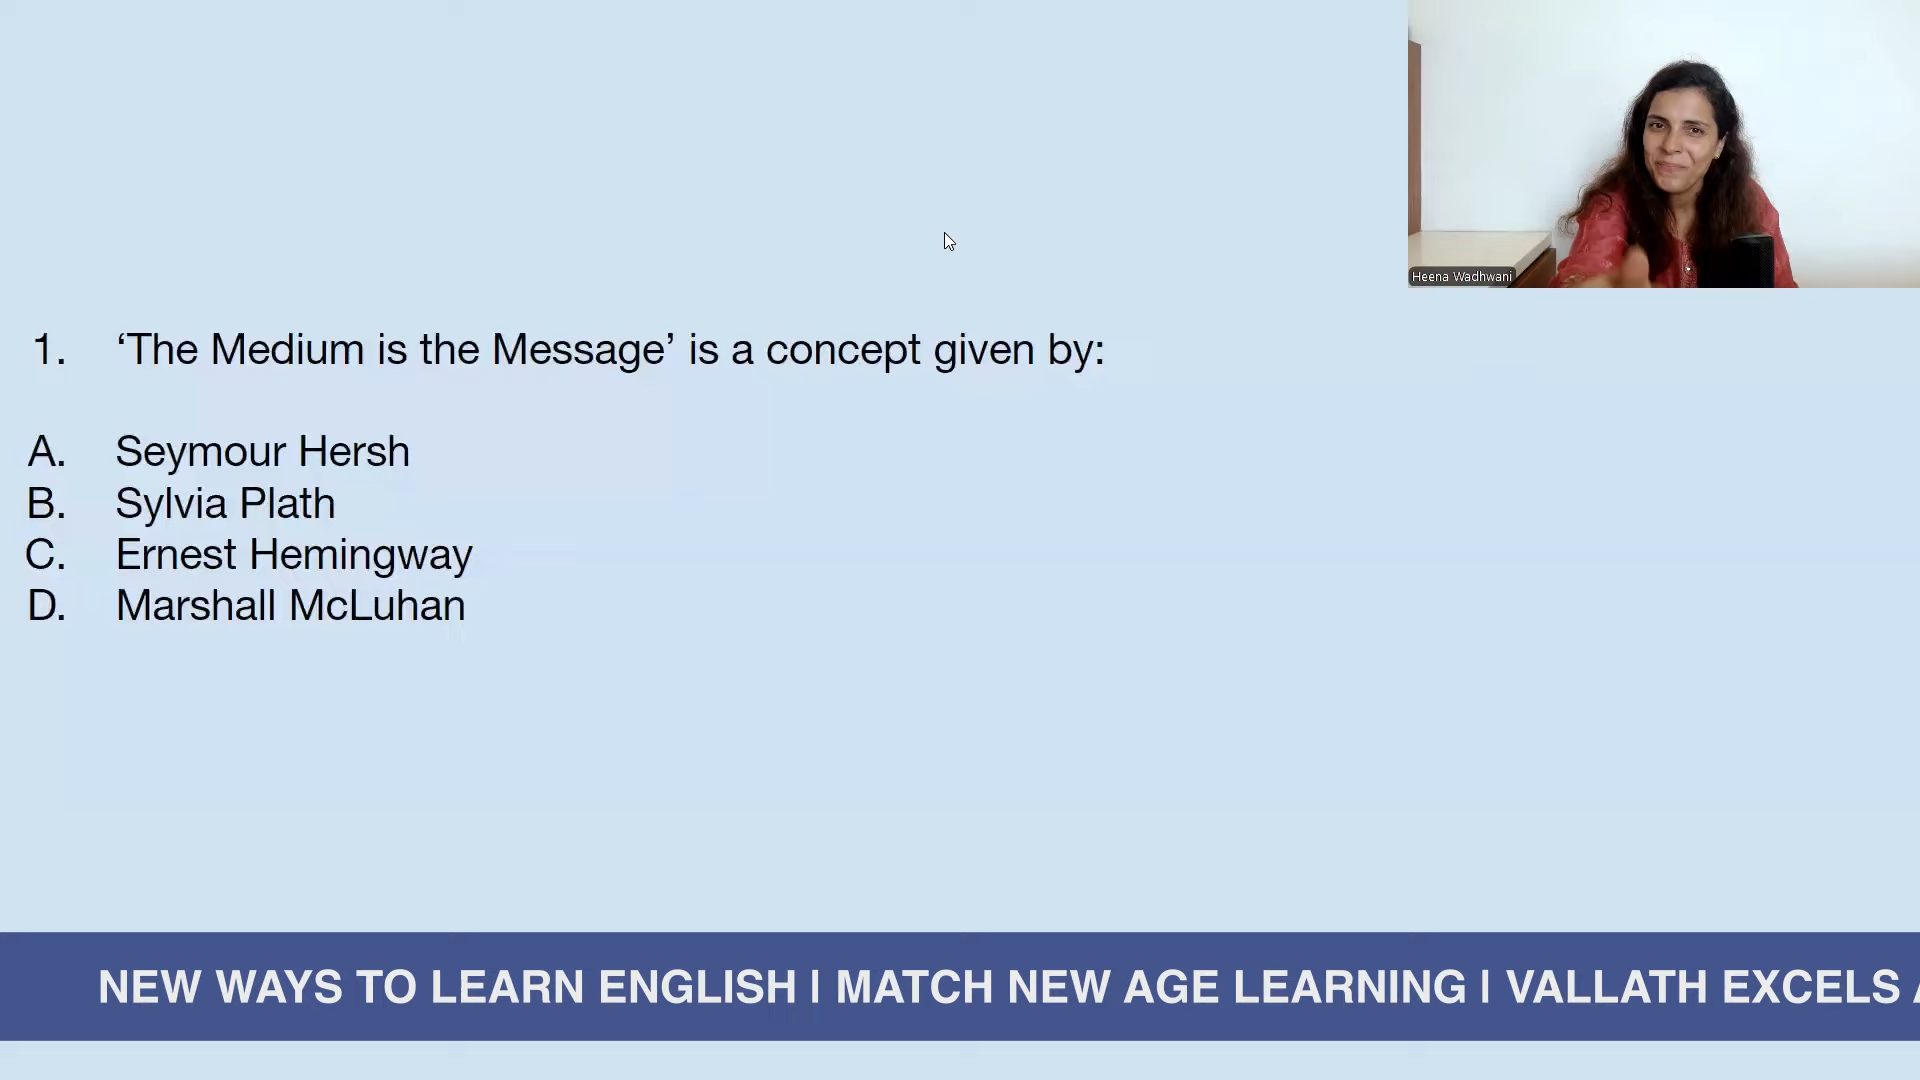 Heena Wadhwani
1. ‘The Medium is the Message’ is a concept given by:
A. Seymour Hersh
B. Sylvia Plath
C. Ernest Hemingway
D. Marshall McLuhan
NEW WAYS TO LEARN ENGLISH | MATCH NEW AGE LEARNING | VALLATH EXCELS